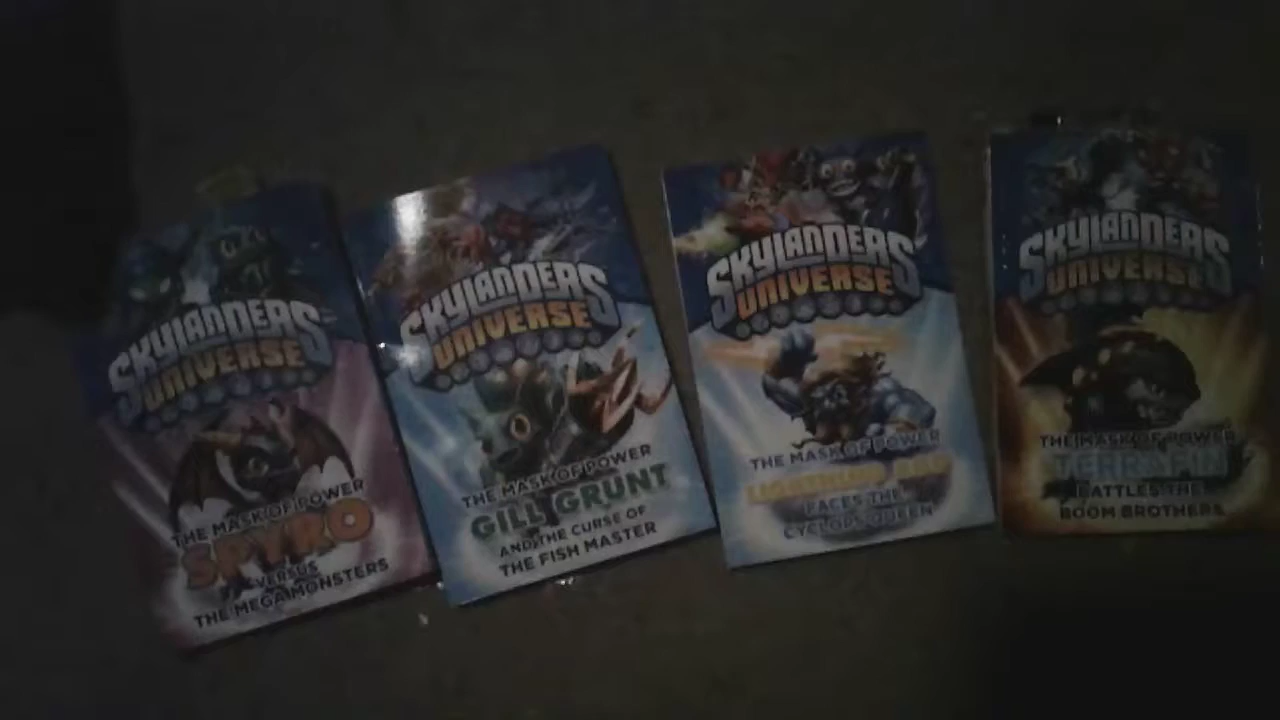 SKYLANDERS
UNIVERSE
THE MASK OF POWER
SPYRO
VERSUS
THE MEGA MONSTERS
SKYLANDERS
UNIVERSE
THE MASK OF POWER
GILL GRUNT
AND THE CURSE OF
THE FISH MASTER
SKYLANDERS
UNIVERSE
THE MASK OF POWER
LIGHTNING ROD
FACES THE
CYCLOPS QUEEN
SKYLANDERS
UNIVERSE
THE MASK OF POWER
TERRAFIN
BATTLES THE
BOOM BROTHERS